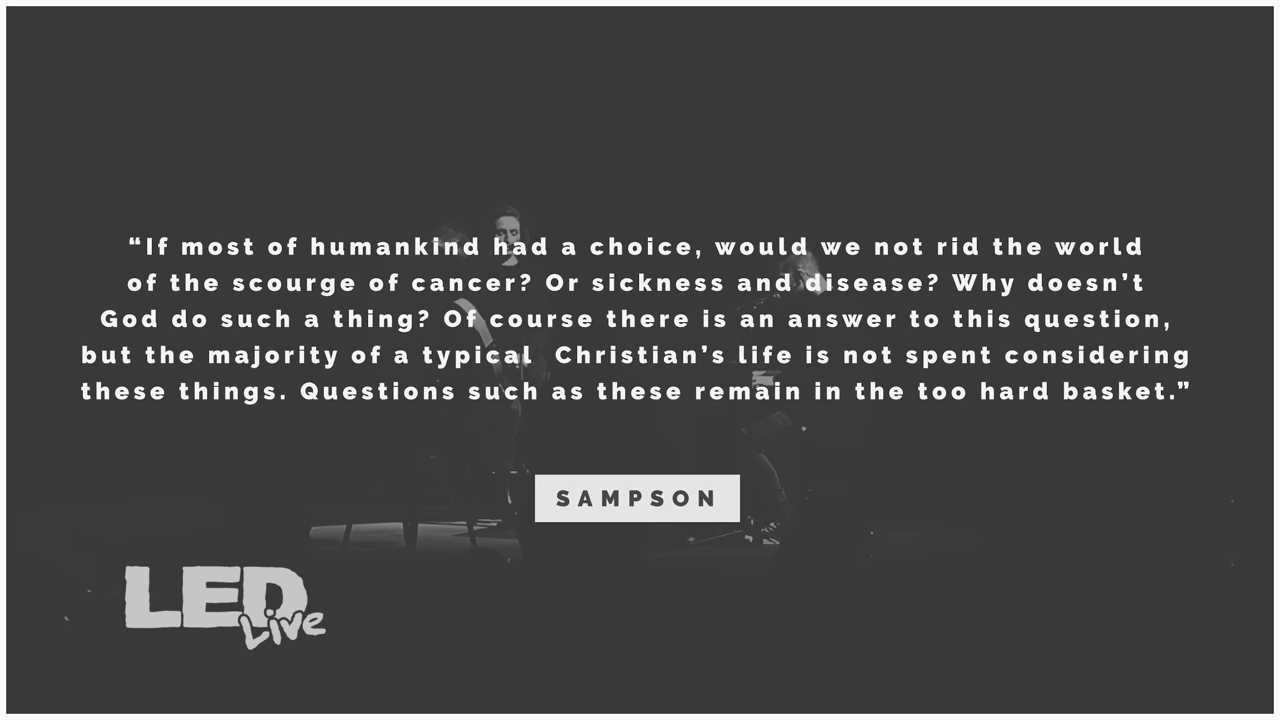 “If most of humankind had a choice, would we not rid the world
of the scourge of cancer? Or sickness and disease? Why doesn’t
God do such a thing? Of course there is an answer to this question,
but the majority of a typical  Christian’s life is not spent considering
these things. Questions such as these remain in the too hard basket.”
SAMPSON
LED
Live